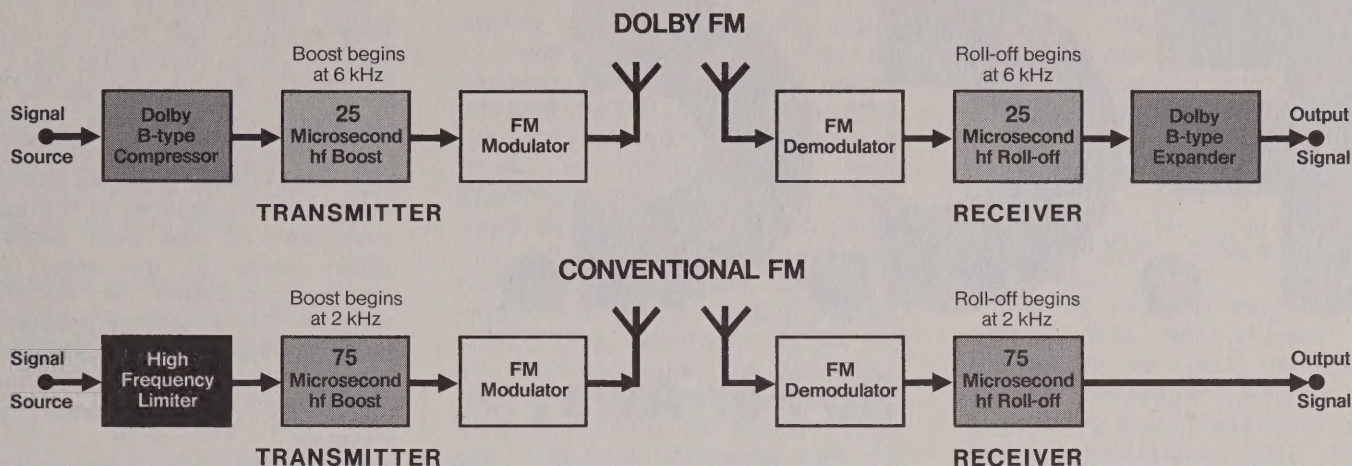 DOLBY FM
Boost begins
at 6 kHz
Roll-off begins
at 6 kHz
Signal
Source
Dolby
B-type
Compressor
25
Microsecond
hf Boost
FM
Modulator
FM
Demodulator
25
Microsecond
hf Roll-off
Dolby
B-type
Expander
Output
Signal
TRANSMITTER
RECEIVER
CONVENTIONAL FM
Boost begins
at 2 kHz
Roll-off begins
at 2 kHz
Signal
Source
High
Frequency
Limiter
75
Microsecond
hf Boost
FM
Modulator
FM
Demodulator
75
Microsecond
hf Roll-off
Output
Signal
TRANSMITTER
RECEIVER